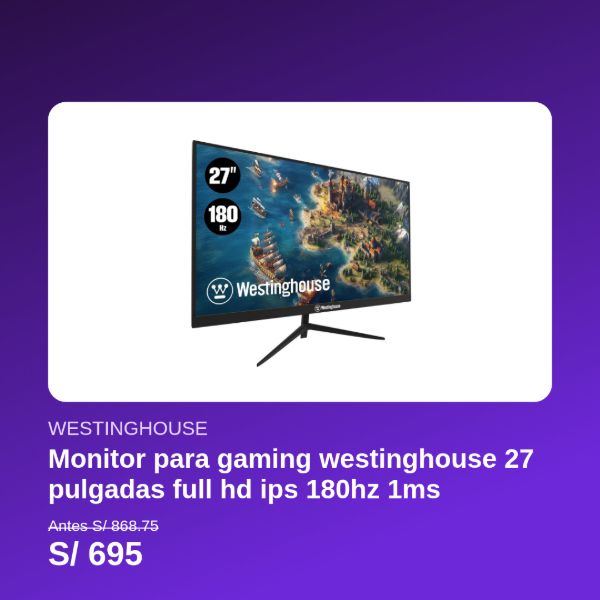 27"
180
Hz
Westinghouse
Westinghouse
WESTINGHOUSE
Monitor para gaming westinghouse 27
pulgadas full hd ips 180hz 1ms
Antes S/ 868.75
S/ 695